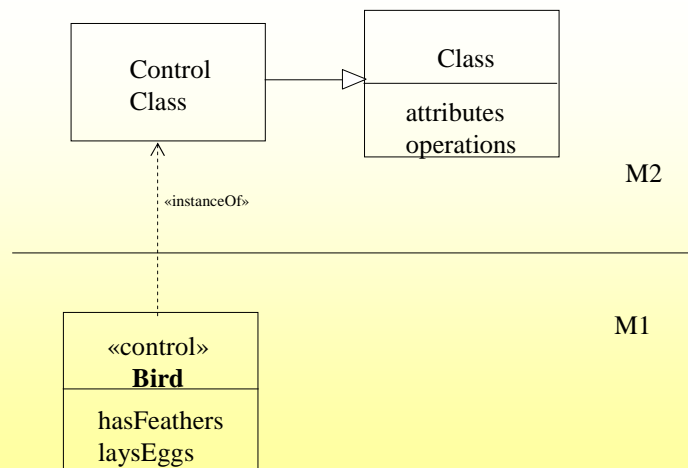 Control
Class
Class
attributes
operations
M2
«instanceOf»
M1
«control»
Bird
hasFeathers
laysEggs